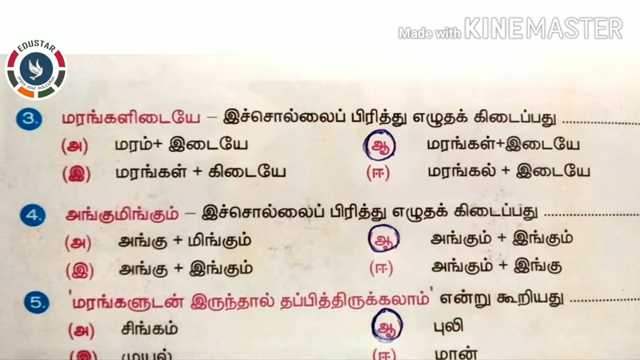 Made with KINEMASTER
EDUSTAR
3. மரங்களிடையே – இச்சொல்லைப் பிரித்து எழுதக் கிடைப்பது ..............
(அ) மரம்+ இடையே (ஆ) மரங்கள்+இடையே
(இ) மரங்கள் + கிடையே (ஈ) மரங்கல் + இடையே
4. அங்குமிங்கும் – இச்சொல்லைப் பிரித்து எழுதக் கிடைப்பது ..............
(அ) அங்கு + மிங்கும் (ஆ) அங்கும் + இங்கும்
(இ) அங்கு + இங்கும் (ஈ) அங்கும் + இங்கு
5. 'மரங்களுடன் இருந்தால் தப்பித்திருக்கலாம்' என்று கூறியது ..............
(அ) சிங்கம் (ஆ) புலி
(இ) முயல் (ஈ) மான்